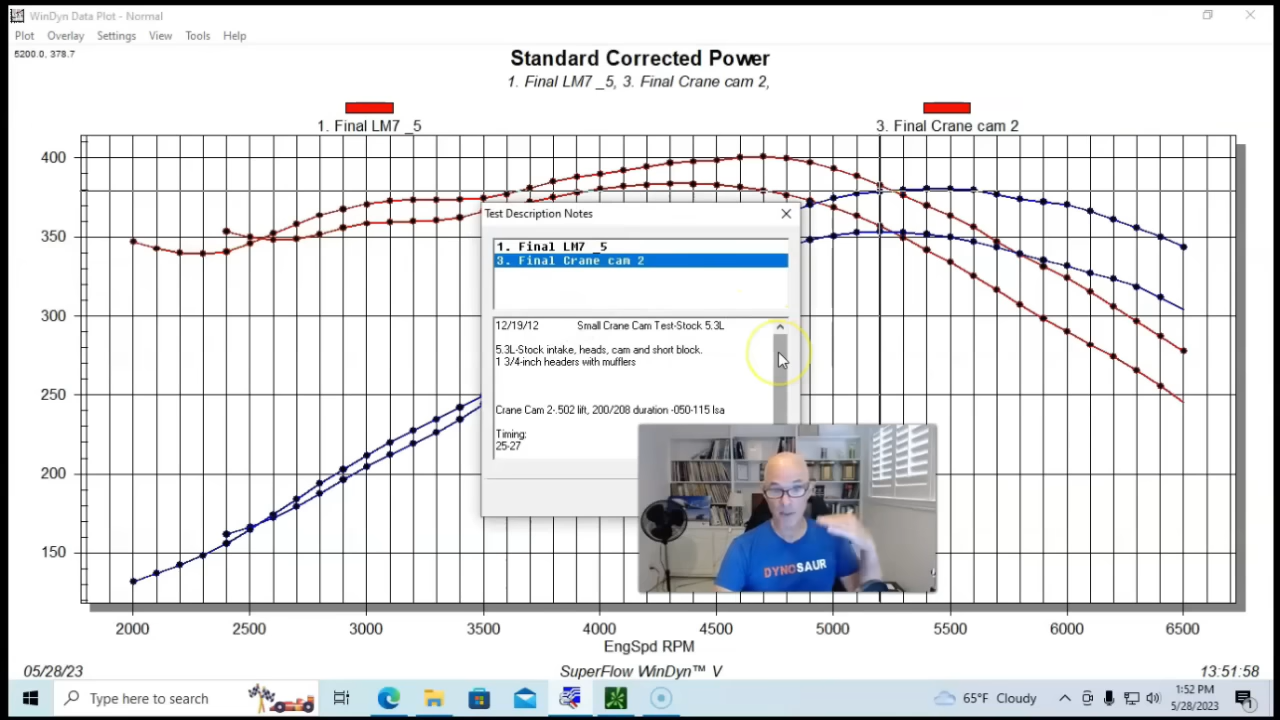 WinDyn Data Plot - Normal
Plot Overlay Settings View Tools Help
5200.0, 378.7
Standard Corrected Power
1. Final LM7 _5, 3. Final Crane cam 2,
1. Final LM7 _5
3. Final Crane cam 2
400
350
300
250
200
150
Test Description Notes
1. Final LM7 _5
3. Final Crane cam 2
12/19/12 Small Crane Cam Test-Stock 5.3L
5.3L-Stock intake, heads, cam and short block.
1 3/4-inch headers with mufflers
Crane Cam 2-.502 lift, 200/208 duration -050-115 lsa
Timing:
25-27
DYNOSAUR
2000 2500 3000 3500 4000 4500 5000 5500 6000 6500
EngSpd RPM
05/28/23 SuperFlow WinDyn™ V 13:51:58
Type here to search
65°F Cloudy
1:52 PM
5/28/2023
1